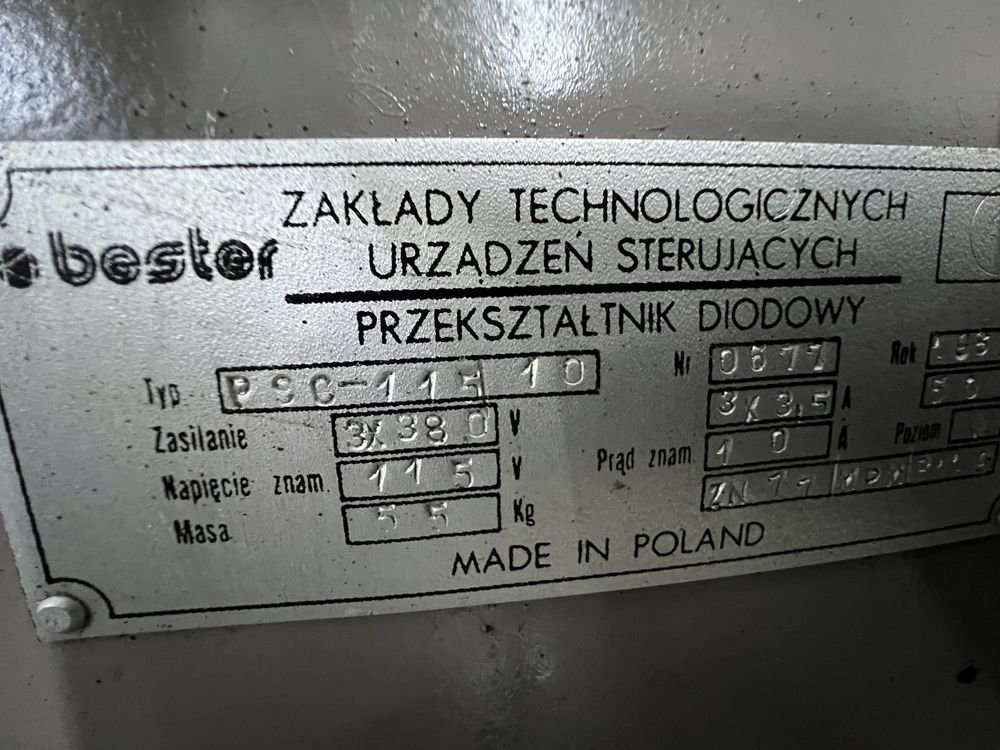 bester
ZAKŁADY TECHNOLOGICZNYCH
URZĄDZEŃ STERUJĄCYCH
PRZEKSZTAŁTNIK DIODOWY
Typ PSC-115 10 Nr 0677 Rok
Zasilanie 3X380 V 3X3,5 A
Napięcie znam. 115 V Prąd znam. 10 A Poziom
Masa 55 Kg
MADE IN POLAND